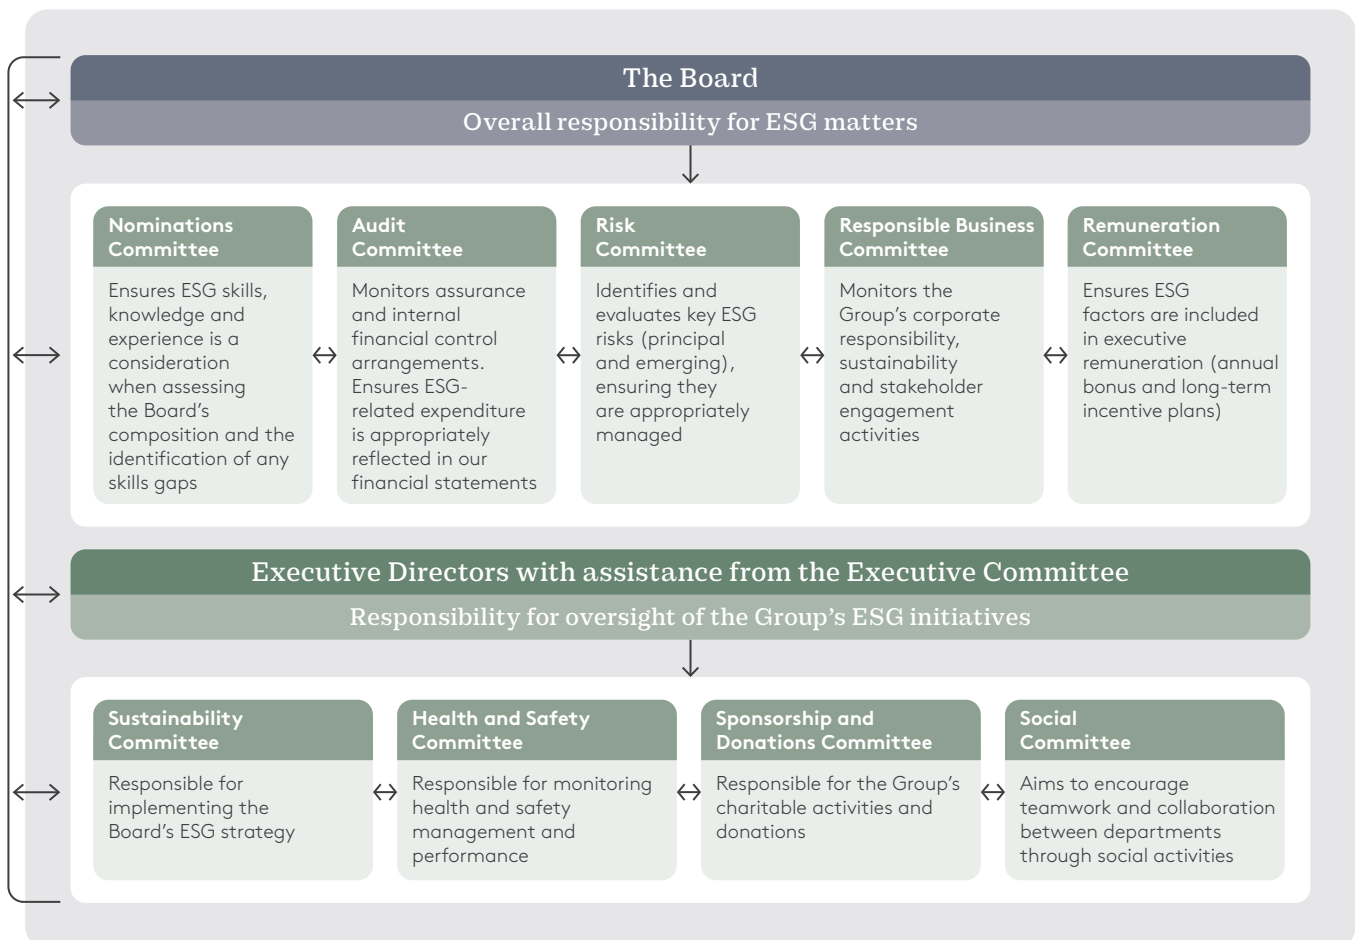 The Board
Overall responsibility for ESG matters
Nominations
Committee
Ensures ESG skills,
knowledge and
experience is a
consideration
when assessing
the Board’s
composition and the
identification of any
skills gaps
Audit
Committee
Monitors assurance
and internal
financial control
arrangements.
Ensures ESG-
related expenditure
is appropriately
reflected in our
financial statements
Risk
Committee
Identifies and
evaluates key ESG
risks (principal
and emerging),
ensuring they
are appropriately
managed
Responsible Business
Committee
Monitors the
Group’s corporate
responsibility,
sustainability
and stakeholder
engagement
activities
Remuneration
Committee
Ensures ESG
factors are included
in executive
remuneration (annual
bonus and long-term
incentive plans)
Executive Directors with assistance from the Executive Committee
Responsibility for oversight of the Group’s ESG initiatives
Sustainability
Committee
Responsible for
implementing the
Board’s ESG strategy
Health and Safety
Committee
Responsible for monitoring
health and safety
management and
performance
Sponsorship and
Donations Committee
Responsible for the Group’s
charitable activities and
donations
Social
Committee
Aims to encourage
teamwork and collaboration
between departments
through social activities